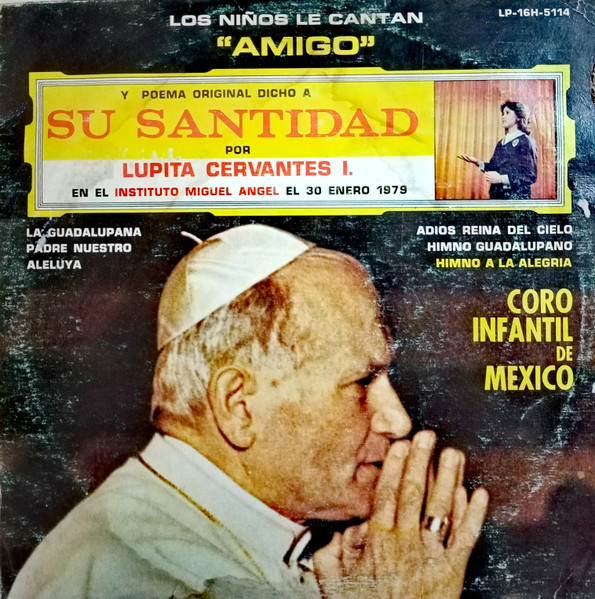 LP-16H-5114
LOS NIÑOS LE CANTAN
"AMIGO"
Y POEMA ORIGINAL DICHO A
SU SANTIDAD
POR
LUPITA CERVANTES I.
EN EL INSTITUTO MIGUEL ANGEL EL 30 ENERO 1979
LA GUADALUPANA
PADRE NUESTRO
ALELUYA
ADIOS REINA DEL CIELO
HIMNO GUADALUPANO
HIMNO A LA ALEGRIA
CORO
INFANTIL
DE
MEXICO